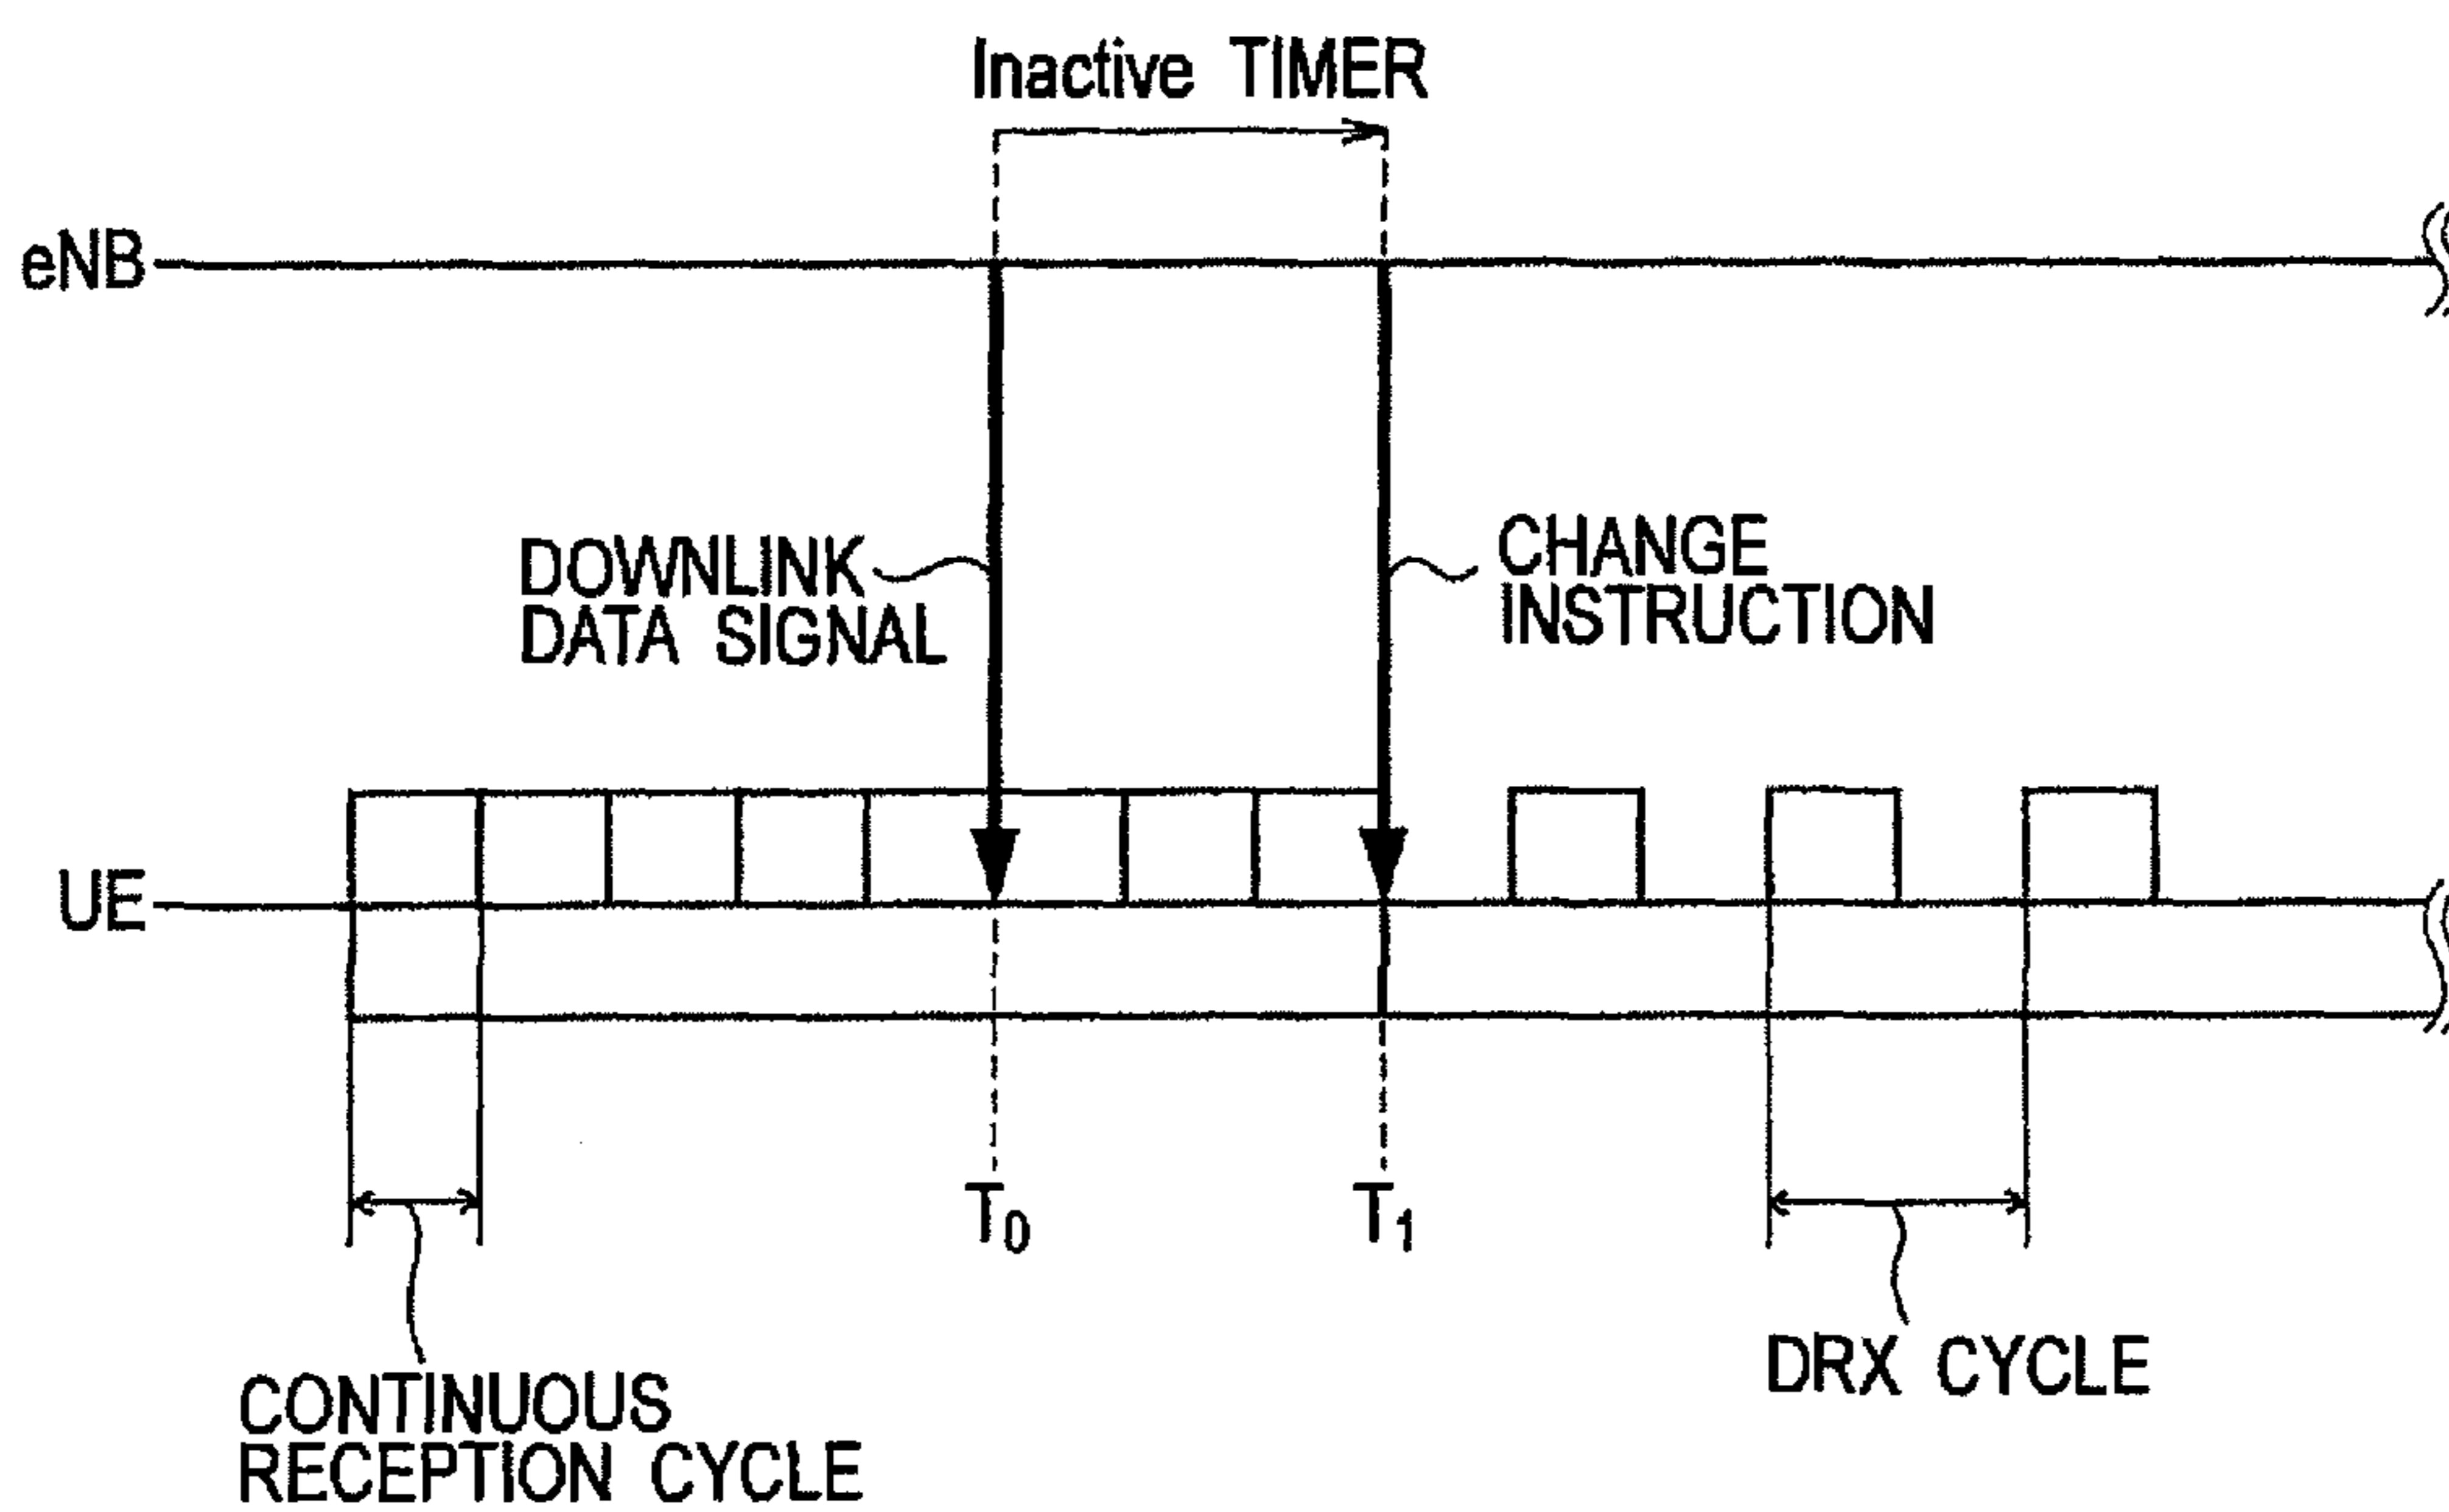 Inactive TIMER
eNB
DOWNLINK
DATA SIGNAL
CHANGE
INSTRUCTION
UE
T0
T1
CONTINUOUS
RECEPTION CYCLE
DRX CYCLE